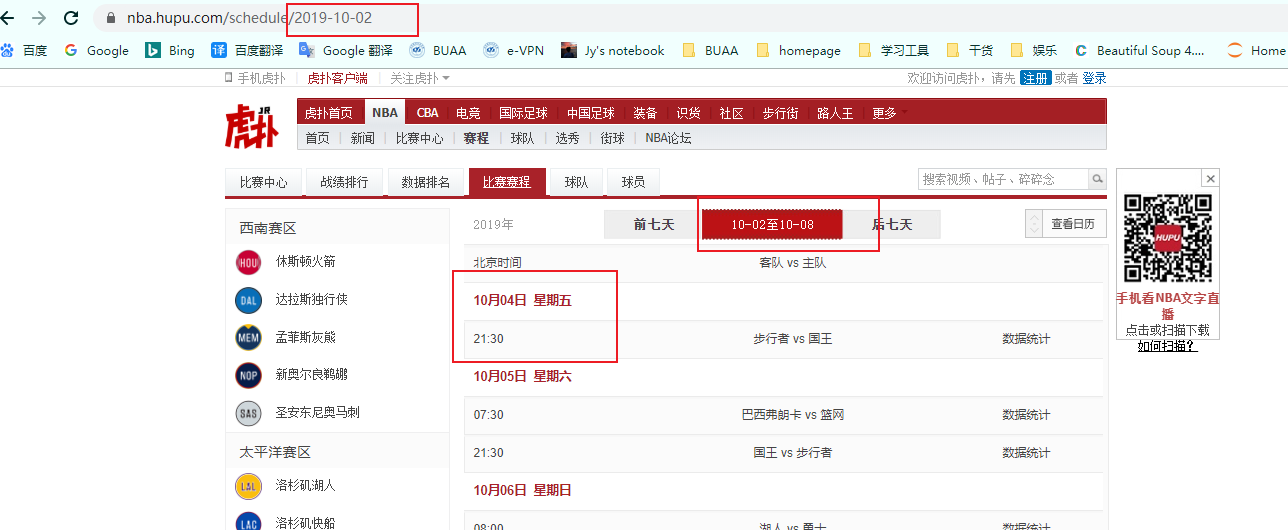 nba.hupu.com/schedule/2019-10-02
百度 Google Bing 译 百度翻译 Google 翻译 BUAA e-VPN Jy's notebook BUAA homepage 学习工具 干货 娱乐 Beautiful Soup 4.... Home
手机虎扑 虎扑客户端 关注虎扑 欢迎访问虎扑，请先 注册 或者 登录
虎扑 JR
虎扑首页 NBA CBA 电竞 国际足球 中国足球 装备 识货 社区 步行街 路人王 更多
首页 新闻 比赛中心 赛程 球队 选秀 街球 NBA论坛
比赛中心 战绩排行 数据排名 比赛赛程 球队 球员 搜索视频、帖子、碎碎念
西南赛区
HOU 休斯顿火箭
DAL 达拉斯独行侠
MEM 孟菲斯灰熊
NOP 新奥尔良鹈鹕
SAS 圣安东尼奥马刺
太平洋赛区
LAL 洛杉矶湖人
LAC 洛杉矶快船
2019年 前七天 10-02至10-08 后七天 查看日历
北京时间 客队 vs 主队
10月04日 星期五
21:30 步行者 vs 国王 数据统计
10月05日 星期六
07:30 巴西弗朗卡 vs 篮网 数据统计
21:30 国王 vs 步行者 数据统计
10月06日 星期日
08:00 湖人 vs 勇士 数据统计
HUPU
手机看NBA文字直
播
点击或扫描下载
如何扫描？